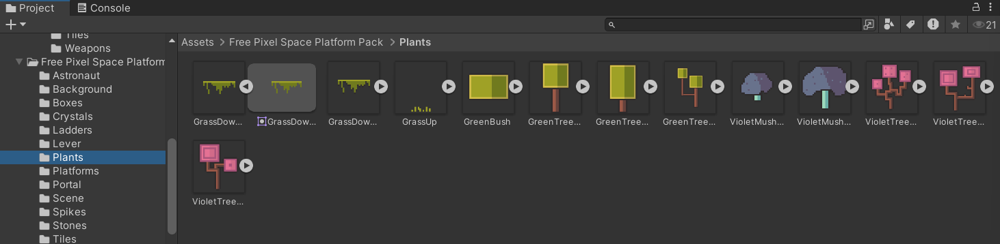 Project Console
21
Assets > Free Pixel Space Platform Pack > Plants
Tiles
Weapons
Free Pixel Space Platforn
Astronaut
Background
Boxes
Crystals
Ladders
Lever
Plants
Platforms
Portal
Scene
Spikes
Stones
Tiles
GrassDow... GrassDow... GrassDow... GrassUp GreenBush GreenTree... GreenTree... GreenTree... VioletMush... VioletMush... VioletTree... VioletTree...
VioletTree...